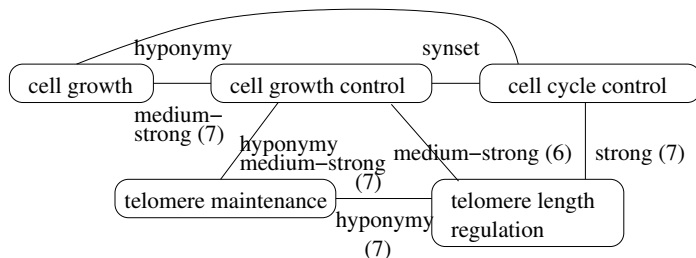 hyponymy
synset
cell growth
cell growth control
cell cycle control
medium-
strong (7)
hyponymy
medium-strong
(7)
medium-strong (6)
strong (7)
telomere maintenance
hyponymy
(7)
telomere length
regulation